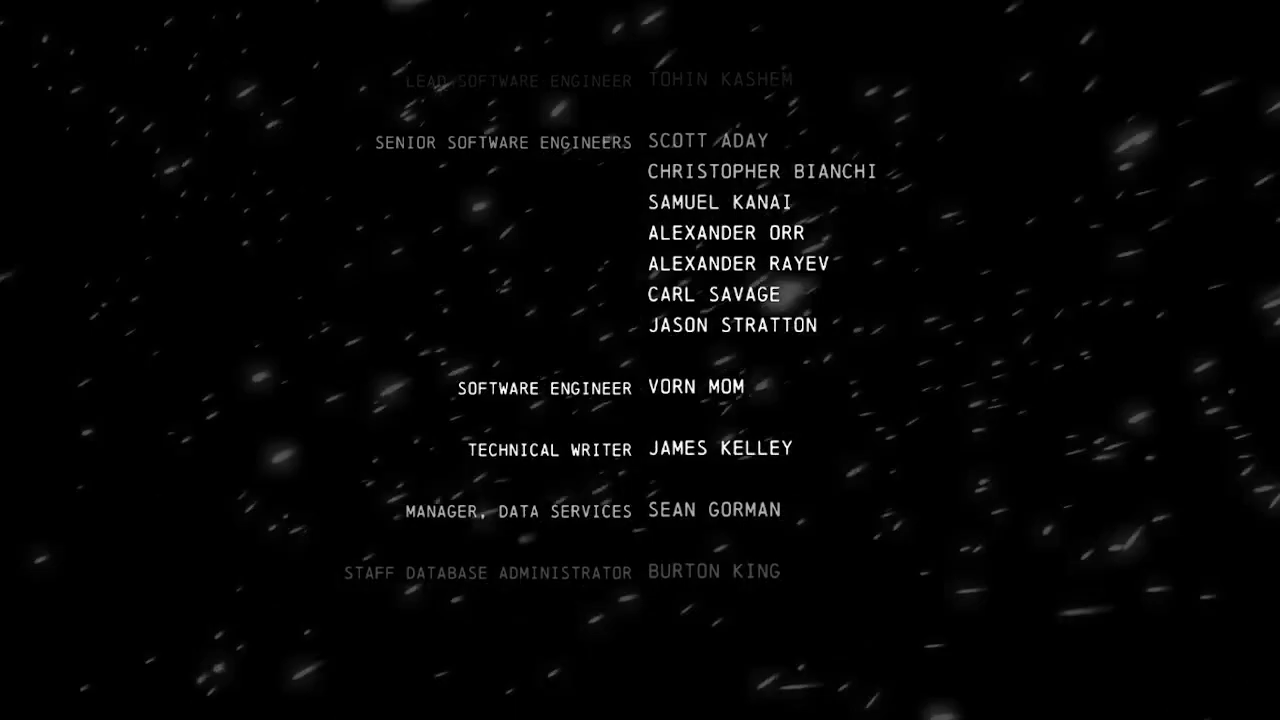 LEAD SOFTWARE ENGINEER TOHIN KASHEM
SENIOR SOFTWARE ENGINEERS SCOTT ADAY
CHRISTOPHER BIANCHI
SAMUEL KANAI
ALEXANDER ORR
ALEXANDER RAYEV
CARL SAVAGE
JASON STRATTON
SOFTWARE ENGINEER VORN MOM
TECHNICAL WRITER JAMES KELLEY
MANAGER, DATA SERVICES SEAN GORMAN
STAFF DATABASE ADMINISTRATOR BURTON KING